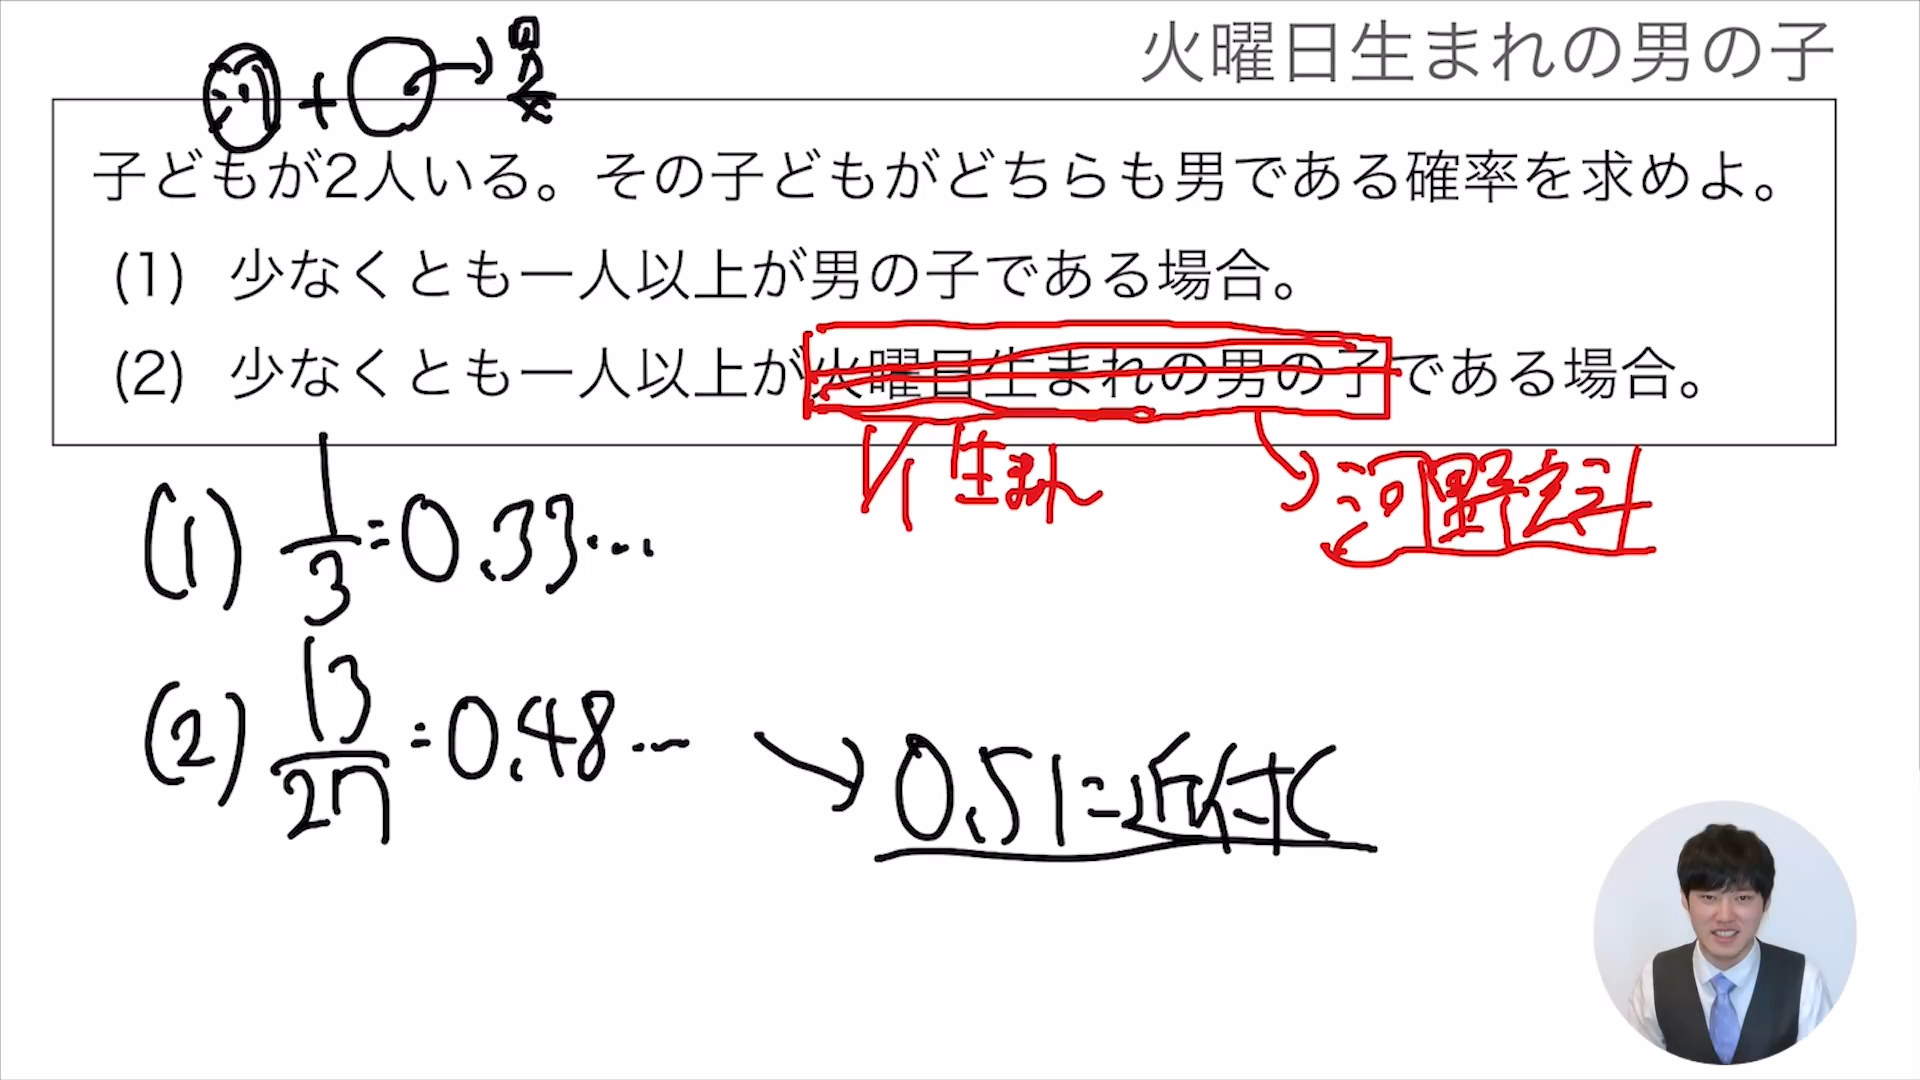 火曜日生まれの男の子
+ → 男
女
子どもが2人いる。その子どもがどちらも男である確率を求めよ。
(1) 少なくとも一人以上が男の子である場合。
(2) 少なくとも一人以上が火曜日生まれの男の子である場合。
1/1生まれ
河野玄斗
(1) 1/3=0.33…
(2) 13/27=0.48…
→ 0.51=